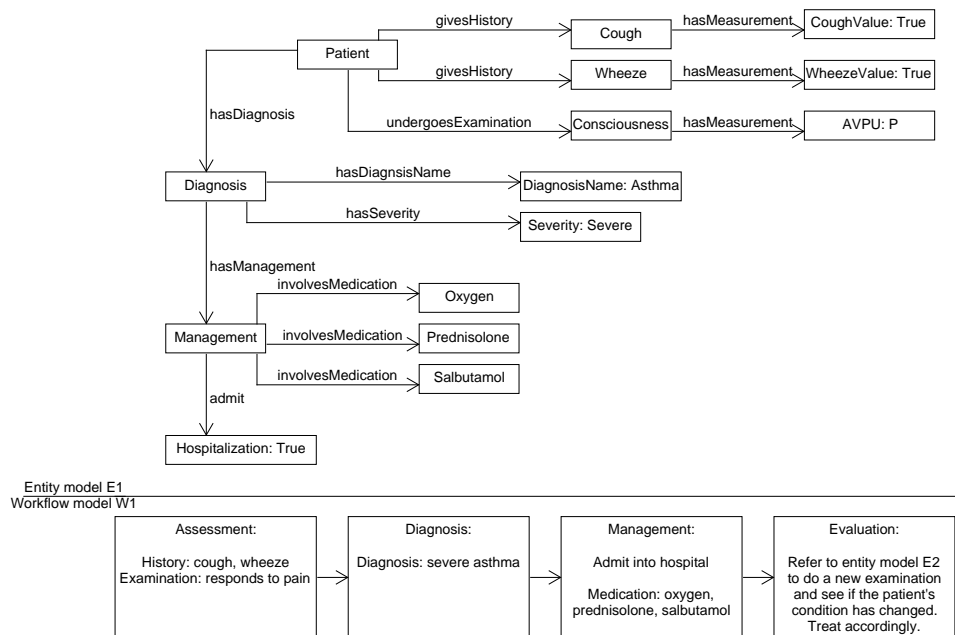 givesHistory
hasMeasurement
Cough
CoughValue: True
Patient
givesHistory
hasMeasurement
Wheeze
WheezeValue: True
hasDiagnosis
undergoesExamination
Consciousness
hasMeasurement
AVPU: P
Diagnosis
hasDiagnsisName
DiagnosisName: Asthma
hasSeverity
Severity: Severe
hasManagement
involvesMedication
Oxygen
Management
involvesMedication
Prednisolone
involvesMedication
Salbutamol
admit
Hospitalization: True
Entity model E1
Workflow model W1
Assessment:
History: cough, wheeze
Examination: responds to pain
Diagnosis:
Diagnosis: severe asthma
Management:
Admit into hospital
Medication: oxygen,
prednisolone, salbutamol
Evaluation:
Refer to entity model E2
to do a new examination
and see if the patient's
condition has changed.
Treat accordingly.